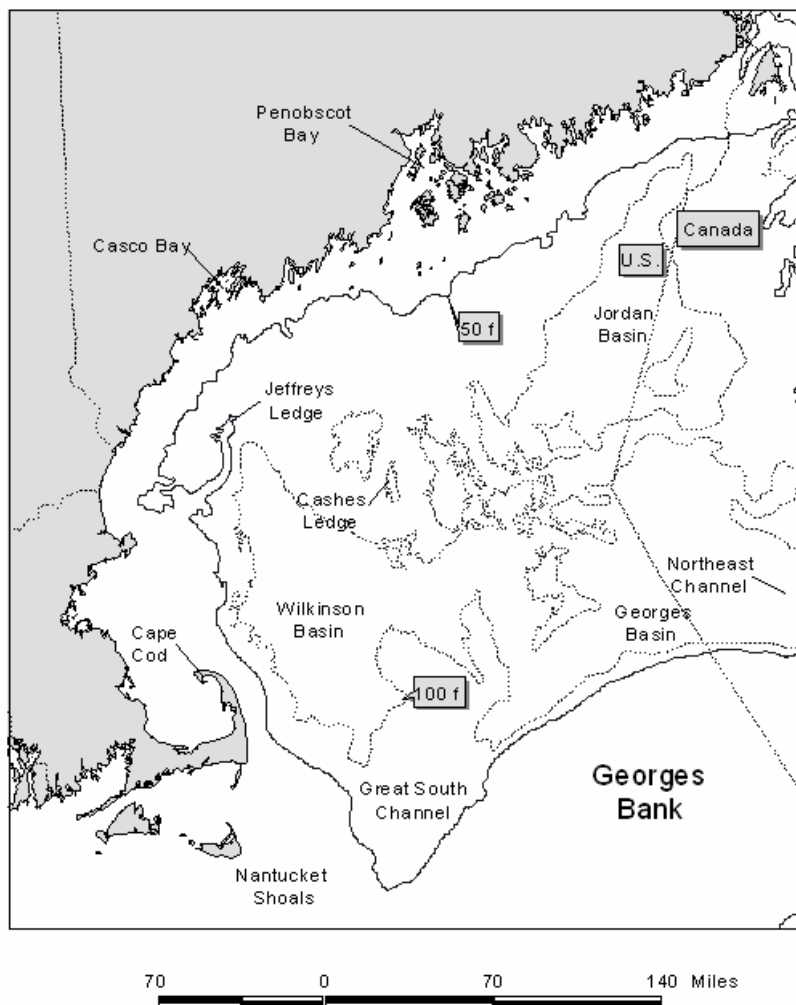 Penobscot
Bay
Casco Bay
Canada
U.S.
Jordan
Basin
50 f
Jeffreys
Ledge
Cashes
Ledge
Northeast
Channel
Wilkinson
Basin
Georges
Basin
Cape
Cod
100 f
Georges
Bank
Great South
Channel
Nantucket
Shoals
70 0 70 140 Miles